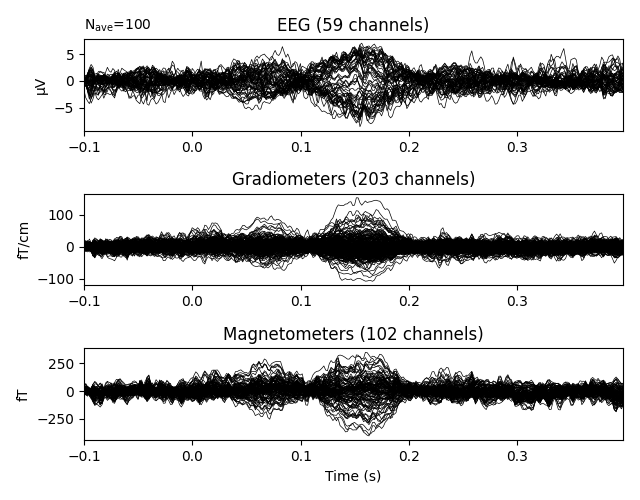 N_ave=100
EEG (59 channels)
5
0
−5
µV
−0.1 0.0 0.1 0.2 0.3
Gradiometers (203 channels)
100
0
−100
fT/cm
−0.1 0.0 0.1 0.2 0.3
Magnetometers (102 channels)
250
0
−250
fT
−0.1 0.0 0.1 0.2 0.3
Time (s)